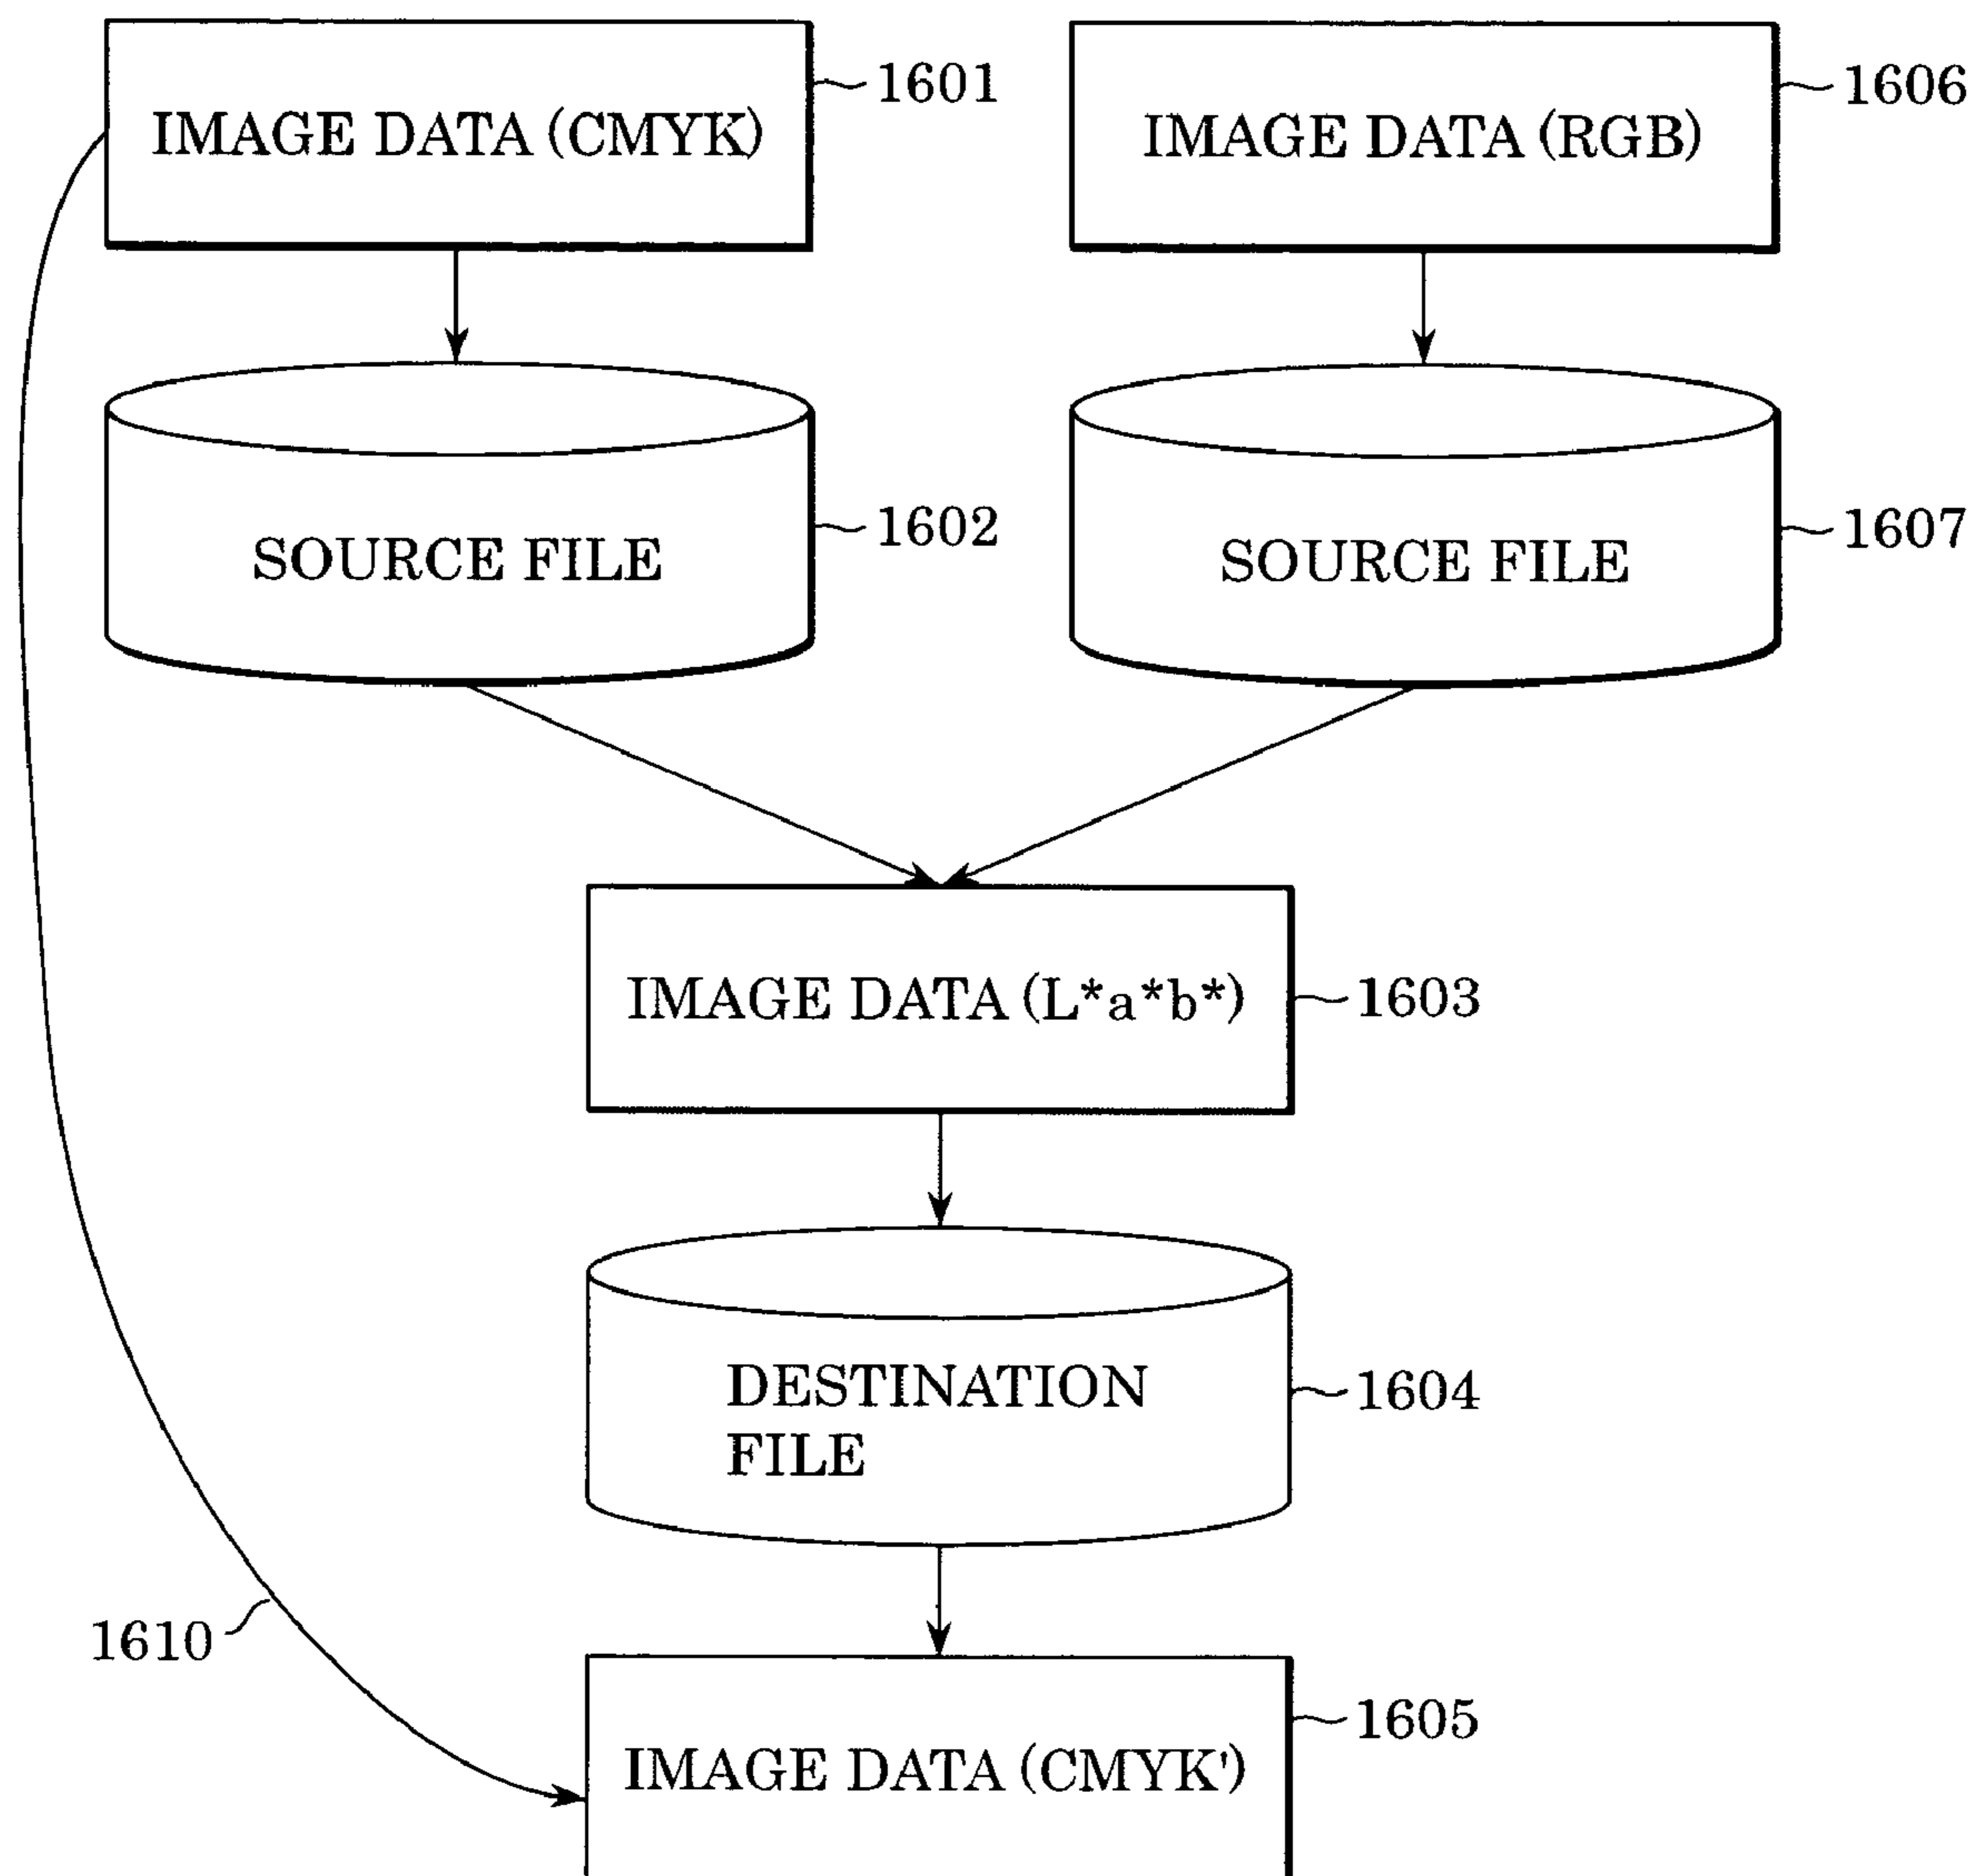 IMAGE DATA (CMYK)
1601
IMAGE DATA (RGB)
1606
SOURCE FILE
1602
SOURCE FILE
1607
IMAGE DATA (L*a*b*)
1603
DESTINATION
FILE
1604
1610
IMAGE DATA (CMYK')
1605